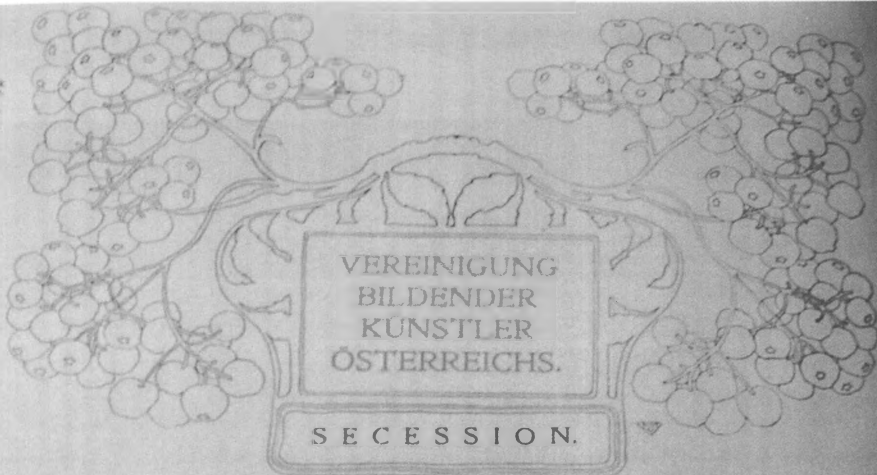 VEREINIGUNG
BILDENDER
KÜNSTLER
ÖSTERREICHS.
SECESSION.